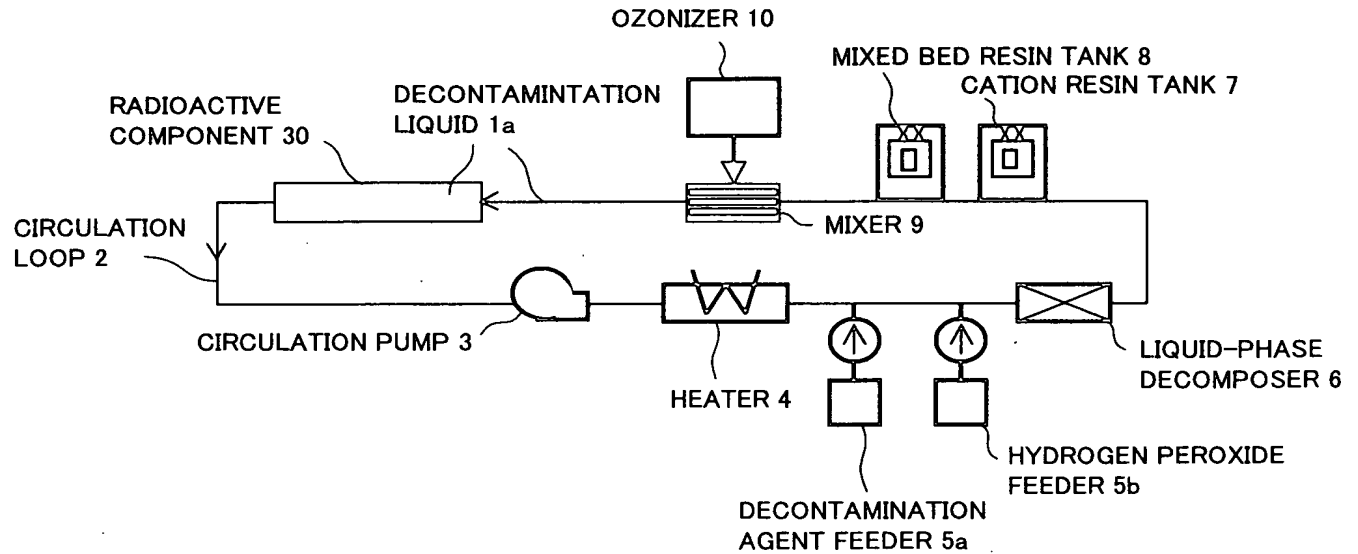 OZONIZER 10
MIXED BED RESIN TANK 8
CATION RESIN TANK 7
DECONTAMINTATION
LIQUID 1a
RADIOACTIVE
COMPONENT 30
MIXER 9
CIRCULATION
LOOP 2
CIRCULATION PUMP 3
HEATER 4
LIQUID-PHASE
DECOMPOSER 6
HYDROGEN PEROXIDE
FEEDER 5b
DECONTAMINATION
AGENT FEEDER 5a